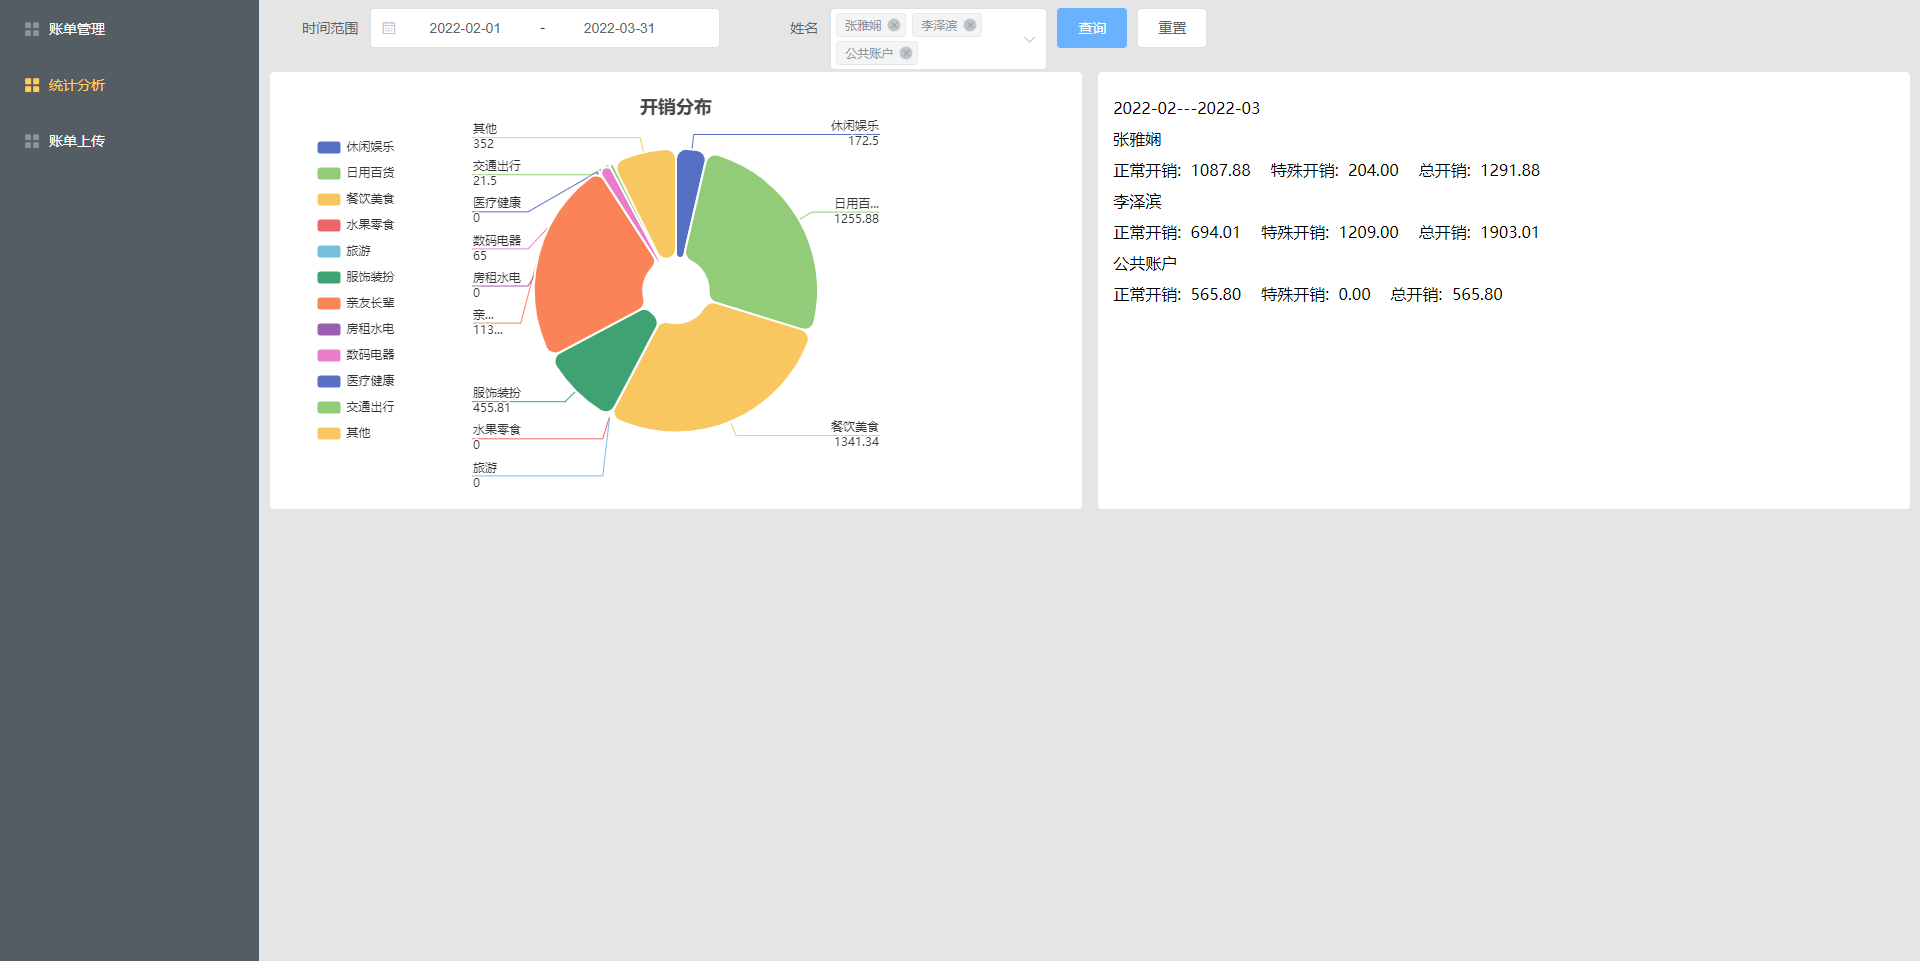 账单管理
统计分析
账单上传
时间范围 2022-02-01 - 2022-03-31 姓名 张雅娴 李泽滨 查询 重置
公共账户
开销分布
休闲娱乐
日用百货
餐饮美食
水果零食
旅游
服饰装扮
亲友长辈
房租水电
数码电器
医疗健康
交通出行
其他
其他
352
交通出行
21.5
医疗健康
0
数码电器
65
房租水电
0
亲...
113...
服饰装扮
455.81
水果零食
0
旅游
0
休闲娱乐
172.5
日用百...
1255.88
餐饮美食
1341.34
2022-02---2022-03
张雅娴
正常开销: 1087.88 特殊开销: 204.00 总开销: 1291.88
李泽滨
正常开销: 694.01 特殊开销: 1209.00 总开销: 1903.01
公共账户
正常开销: 565.80 特殊开销: 0.00 总开销: 565.80